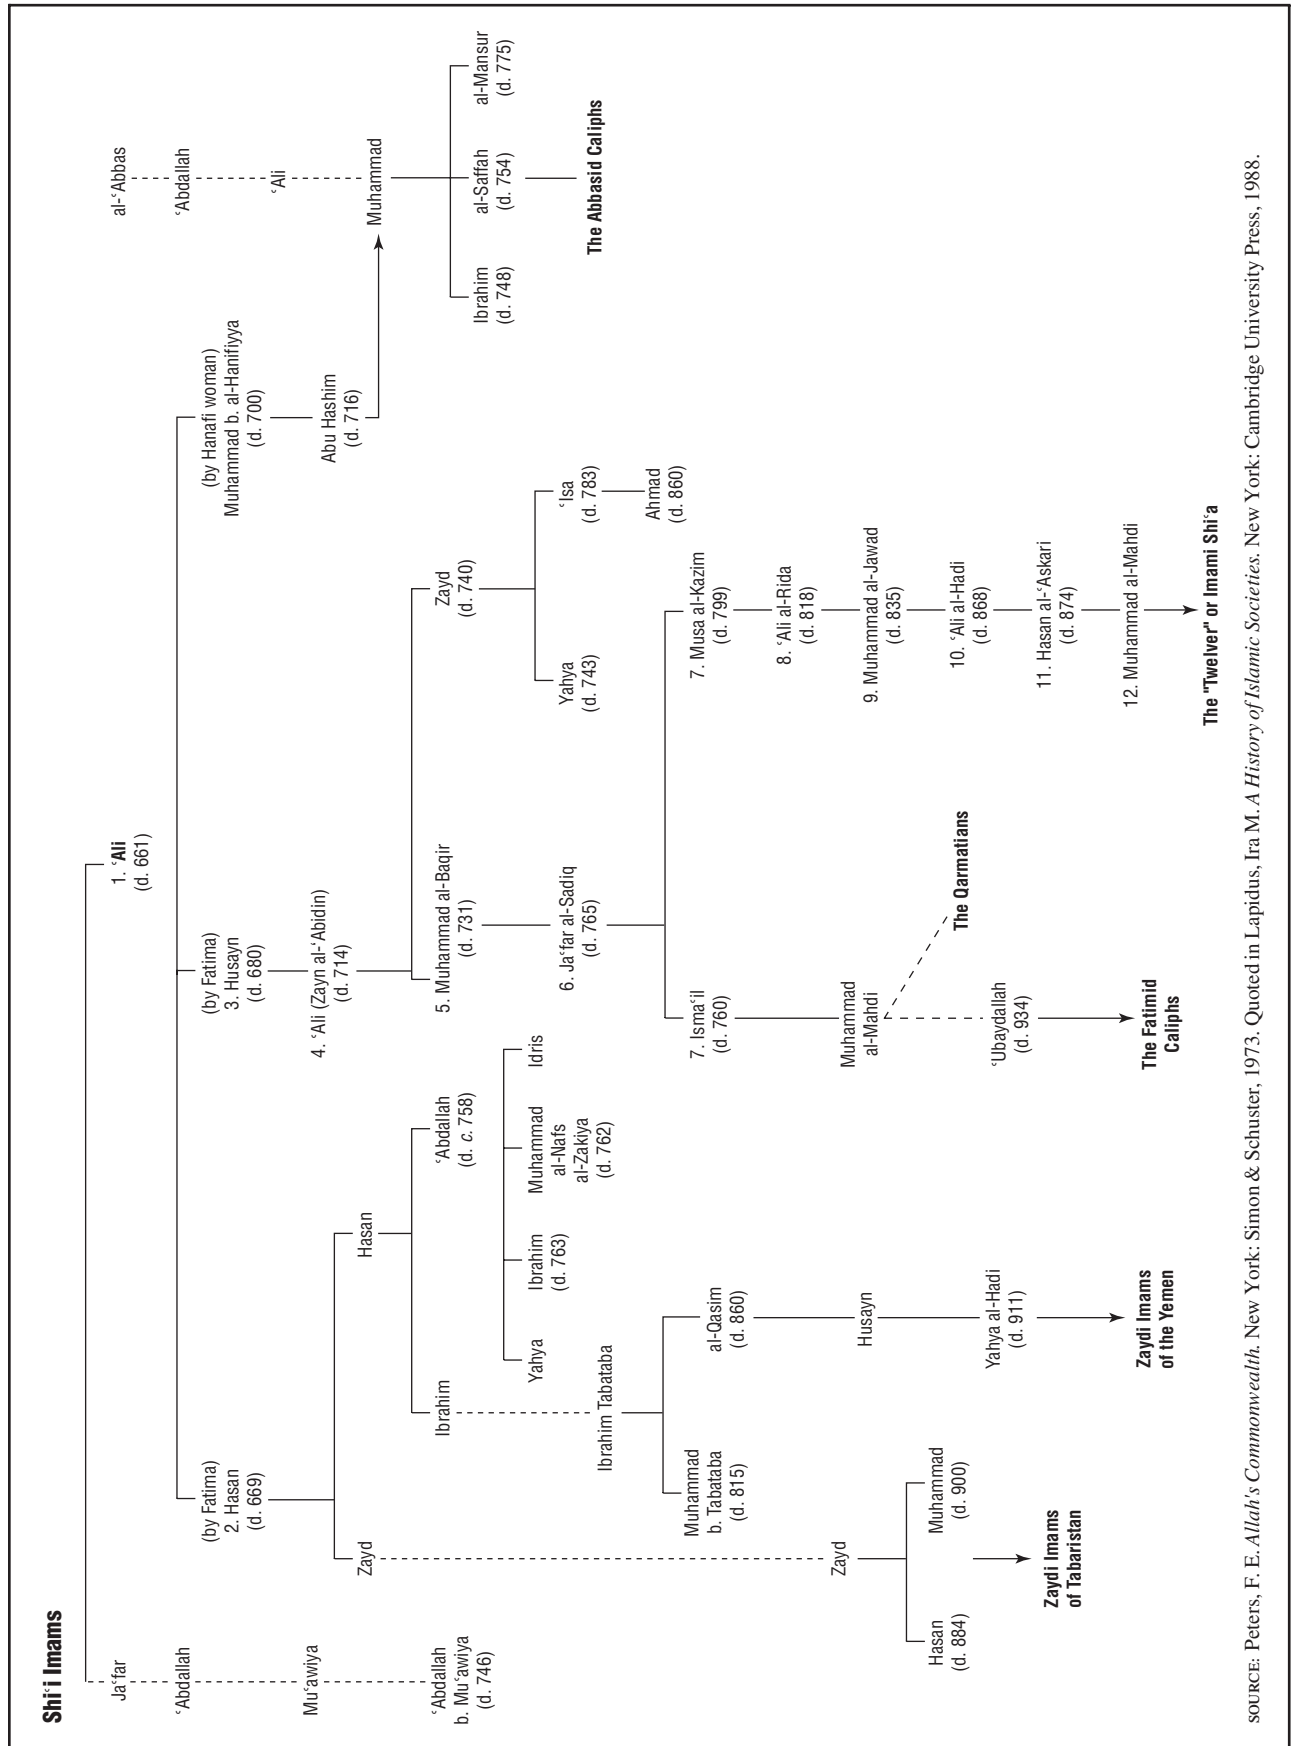 Shiʿi Imams
Jaʿfar
ʿAbdallah
Muʿawiya
ʿAbdallah
b. Muʿawiya
(d. 746)
1. ʿAli
(d. 661)
al-ʿAbbas
ʿAbdallah
ʿAli
Muhammad
Ibrahim
(d. 748)
al-Saffah
(d. 754)
al-Mansur
(d. 775)
The Abbasid Caliphs
(by Fatima)
2. Hasan
(d. 669)
(by Fatima)
3. Husayn
(d. 680)
(by Hanafi woman)
Muhammad b. al-Hanifiyya
(d. 700)
Abu Hashim
(d. 716)
Zayd
Hasan
Ibrahim
ʿAbdallah
(d. c. 758)
Yahya
Ibrahim
(d. 763)
Muhammad
al-Nafs
al-Zakiya
(d. 762)
Idris
Ibrahim Tabataba
Muhammad
b. Tabataba
(d. 815)
al-Qasim
(d. 860)
Husayn
Yahya al-Hadi
(d. 911)
Zaydi Imams
of the Yemen
Zayd
Hasan
(d. 884)
Muhammad
(d. 900)
Zaydi Imams
of Tabaristan
4. ʿAli (Zayn al-ʿAbidin)
(d. 714)
5. Muhammad al-Baqir
(d. 731)
Zayd
(d. 740)
Yahya
(d. 743)
ʿIsa
(d. 783)
Ahmad
(d. 860)
6. Jaʿfar al-Sadiq
(d. 765)
7. Ismaʿil
(d. 760)
Muhammad
al-Mahdi
The Qarmatians
ʿUbaydallah
(d. 934)
The Fatimid
Caliphs
7. Musa al-Kazim
(d. 799)
8. ʿAli al-Rida
(d. 818)
9. Muhammad al-Jawad
(d. 835)
10. ʿAli al-Hadi
(d. 868)
11. Hasan al-ʿAskari
(d. 874)
12. Muhammad al-Mahdi
The "Twelver" or Imami Shiʿa
SOURCE: Peters, F. E. Allah's Commonwealth. New York: Simon & Schuster, 1973. Quoted in Lapidus, Ira M. A History of Islamic Societies. New York: Cambridge University Press, 1988.